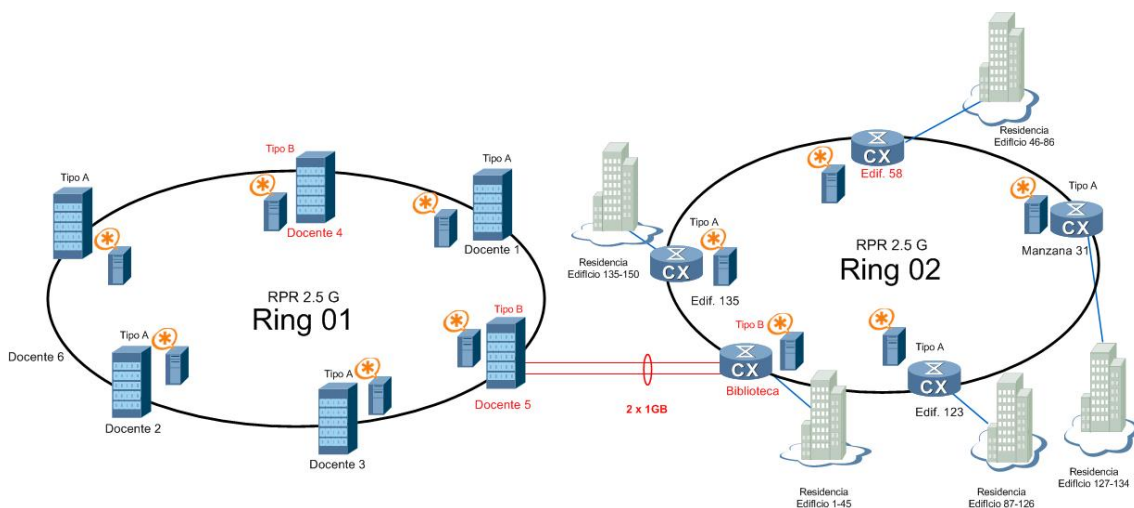 Tipo A
Tipo B
Docente 4
Tipo A
Docente 1
RPR 2.5 G
Ring 01
Tipo A
Docente 6
Docente 2
Tipo A
Docente 3
Tipo B
Docente 5
2 x 1GB
Residencia
Edificio 46-86
CX
Edif. 58
Tipo A
CX
Manzana 31
Residencia
Edificio 135-150
Tipo A
CX
Edif. 135
RPR 2.5 G
Ring 02
Tipo B
CX
Biblioteca
Tipo A
CX
Edif. 123
Residencia
Edificio 1-45
Residencia
Edificio 87-126
Residencia
Edificio 127-134